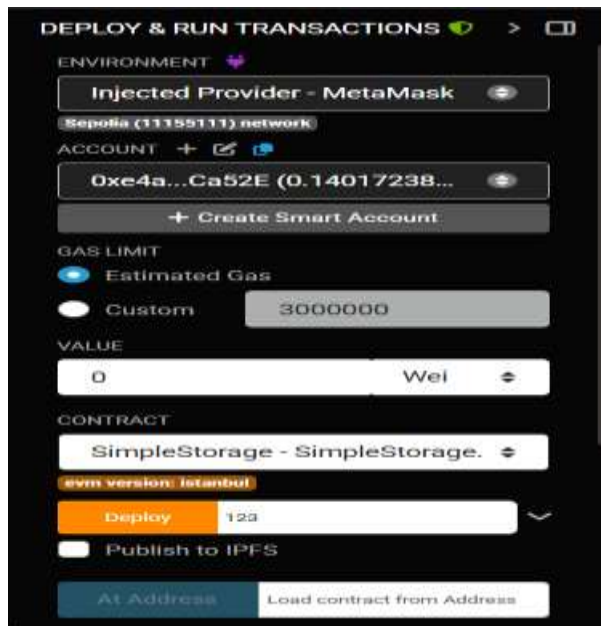 DEPLOY & RUN TRANSACTIONS
ENVIRONMENT
Injected Provider - MetaMask
Sepolia (11155111) network
ACCOUNT
0xe4a...Ca52E (0.14017238...
+ Create Smart Account
GAS LIMIT
Estimated Gas
Custom 3000000
VALUE
0 Wei
CONTRACT
SimpleStorage - SimpleStorage.
evm version: istanbul
Deploy 123
Publish to IPFS
At Address Load contract from Address